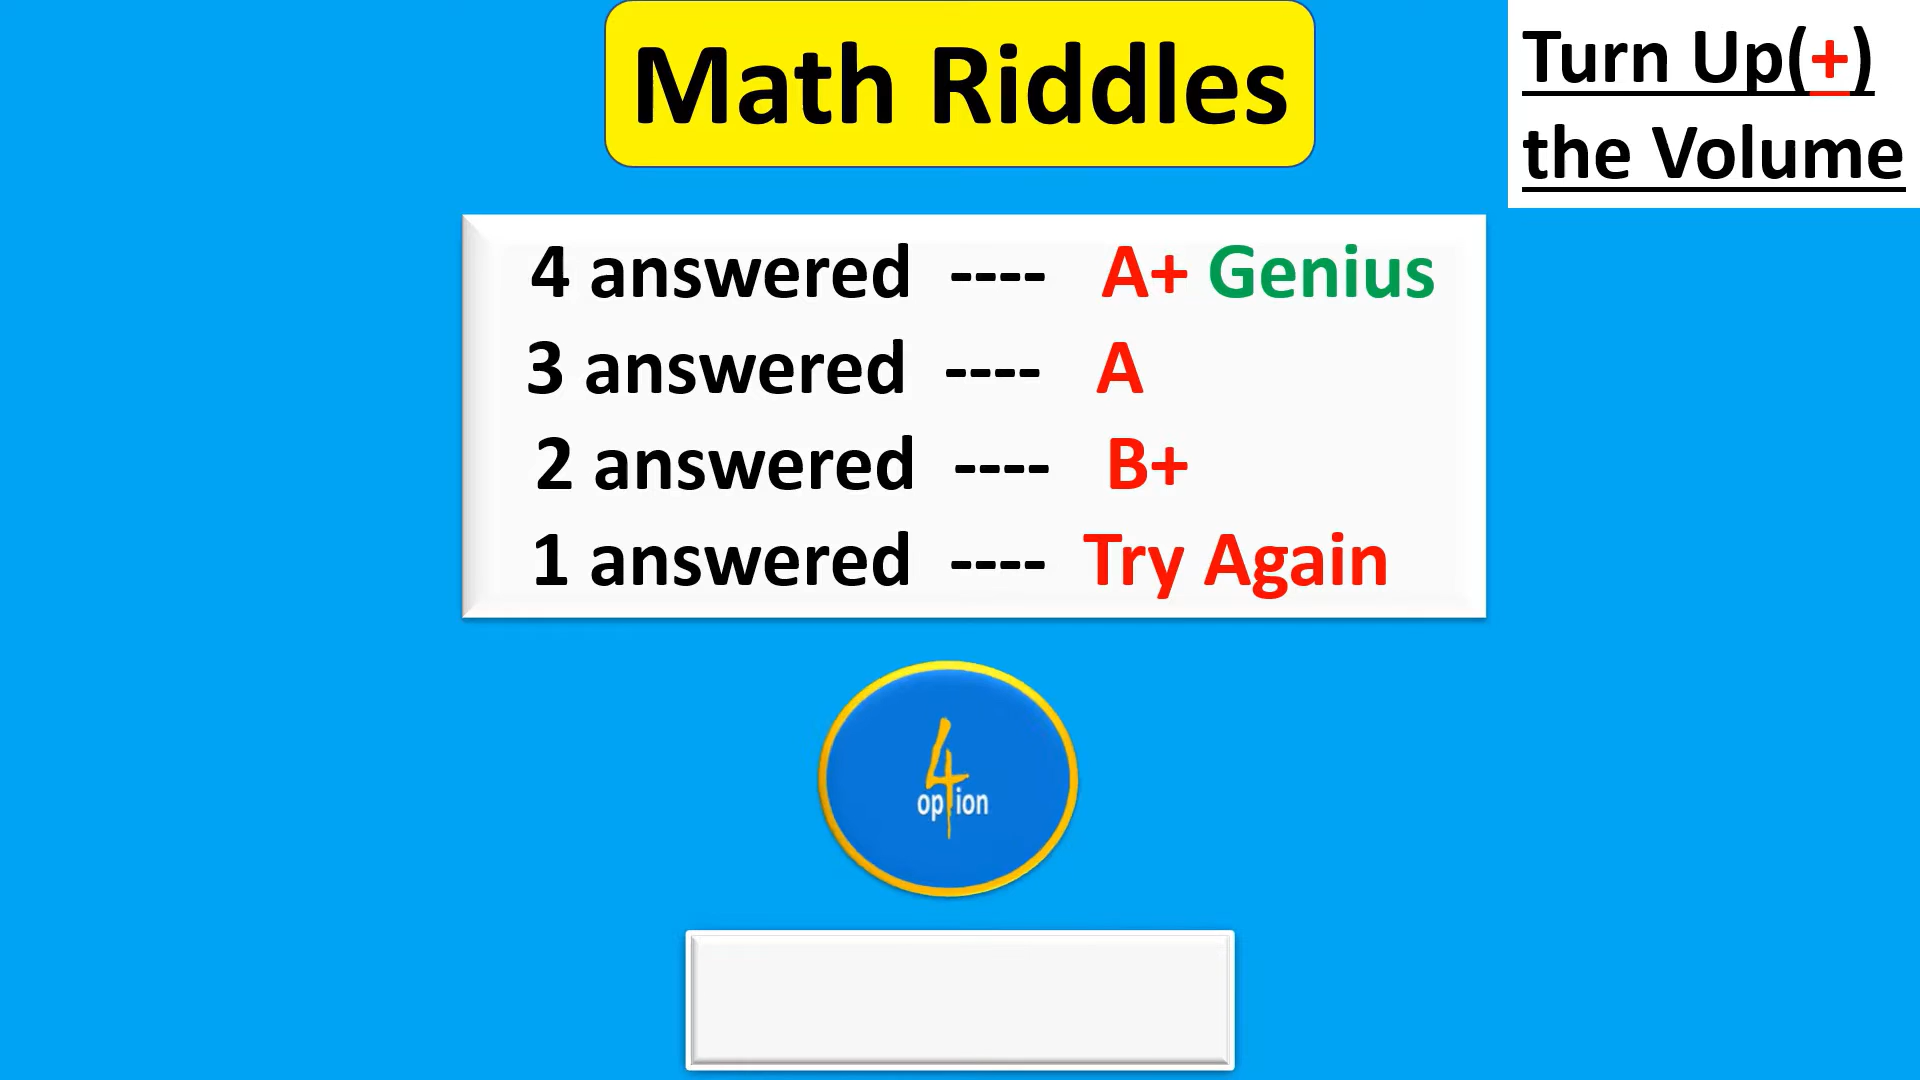 Math Riddles
Turn Up(+)
the Volume
4 answered ---- A+ Genius
3 answered ---- A
2 answered ---- B+
1 answered ---- Try Again
4
option